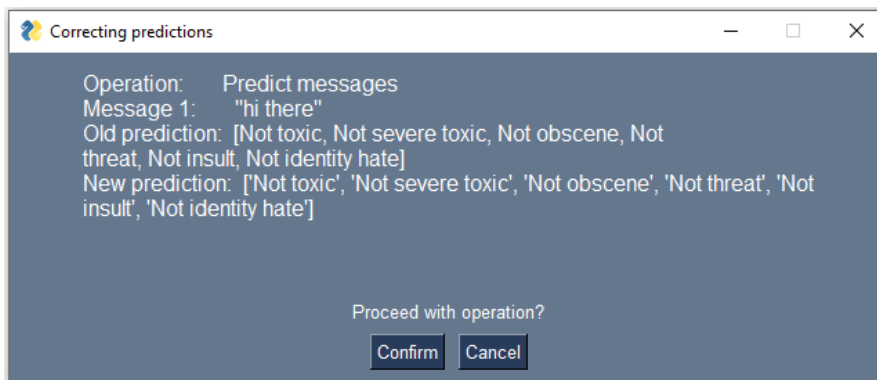 Correcting predictions
Operation: Predict messages
Message 1: "hi there"
Old prediction: [Not toxic, Not severe toxic, Not obscene, Not
threat, Not insult, Not identity hate]
New prediction: ['Not toxic', 'Not severe toxic', 'Not obscene', 'Not threat', 'Not
insult', 'Not identity hate']
Proceed with operation?
Confirm Cancel